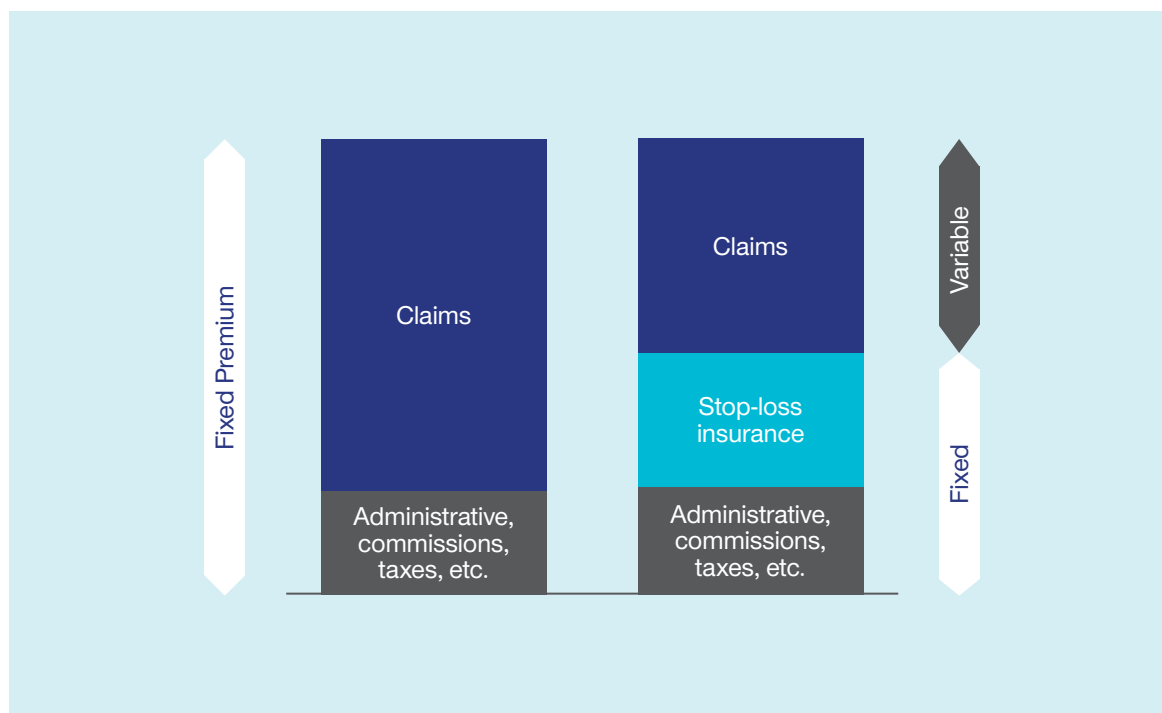 Fixed Premium
Claims
Administrative,
commissions,
taxes, etc.
Claims
Stop-loss
insurance
Administrative,
commissions,
taxes, etc.
Variable
Fixed